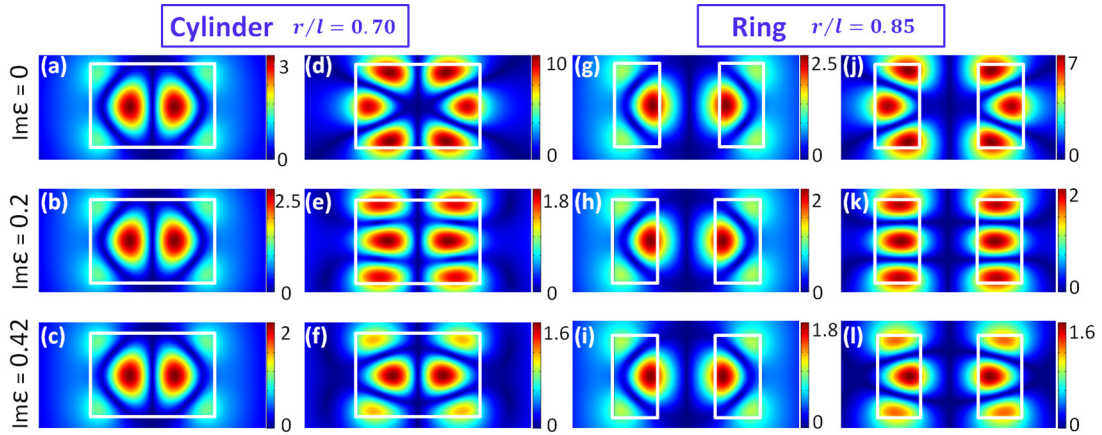 Cylinder r/l = 0.70
Ring r/l = 0.85
Imε = 0
(a)
3
0
(d)
10
0
(g)
2.5
0
(j)
7
0
Imε = 0.2
(b)
2.5
0
(e)
1.8
0
(h)
2
0
(k)
2
0
Imε = 0.42
(c)
2
0
(f)
1.6
0
(i)
1.8
0
(l)
1.6
0